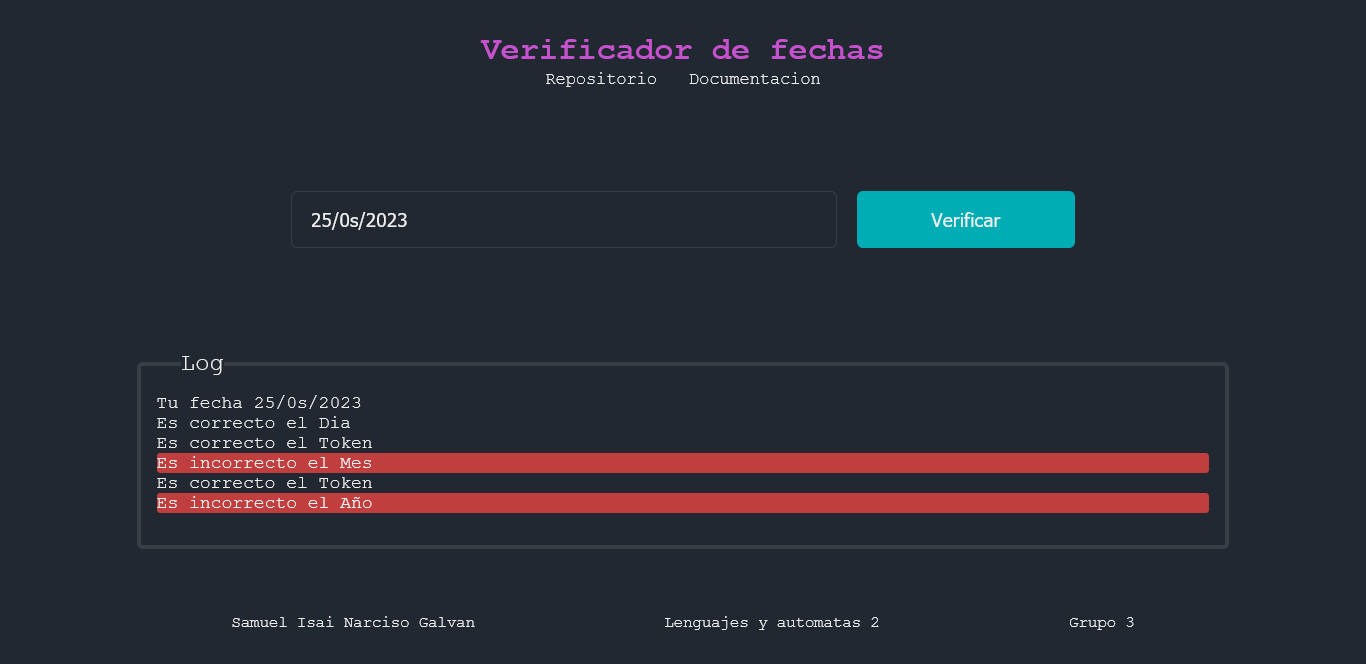 Verificador de fechas
Repositorio Documentacion
25/0s/2023
Verificar
Log
Tu fecha 25/0s/2023
Es correcto el Dia
Es correcto el Token
Es incorrecto el Mes
Es correcto el Token
Es incorrecto el Año
Samuel Isai Narciso Galvan Lenguajes y automatas 2 Grupo 3